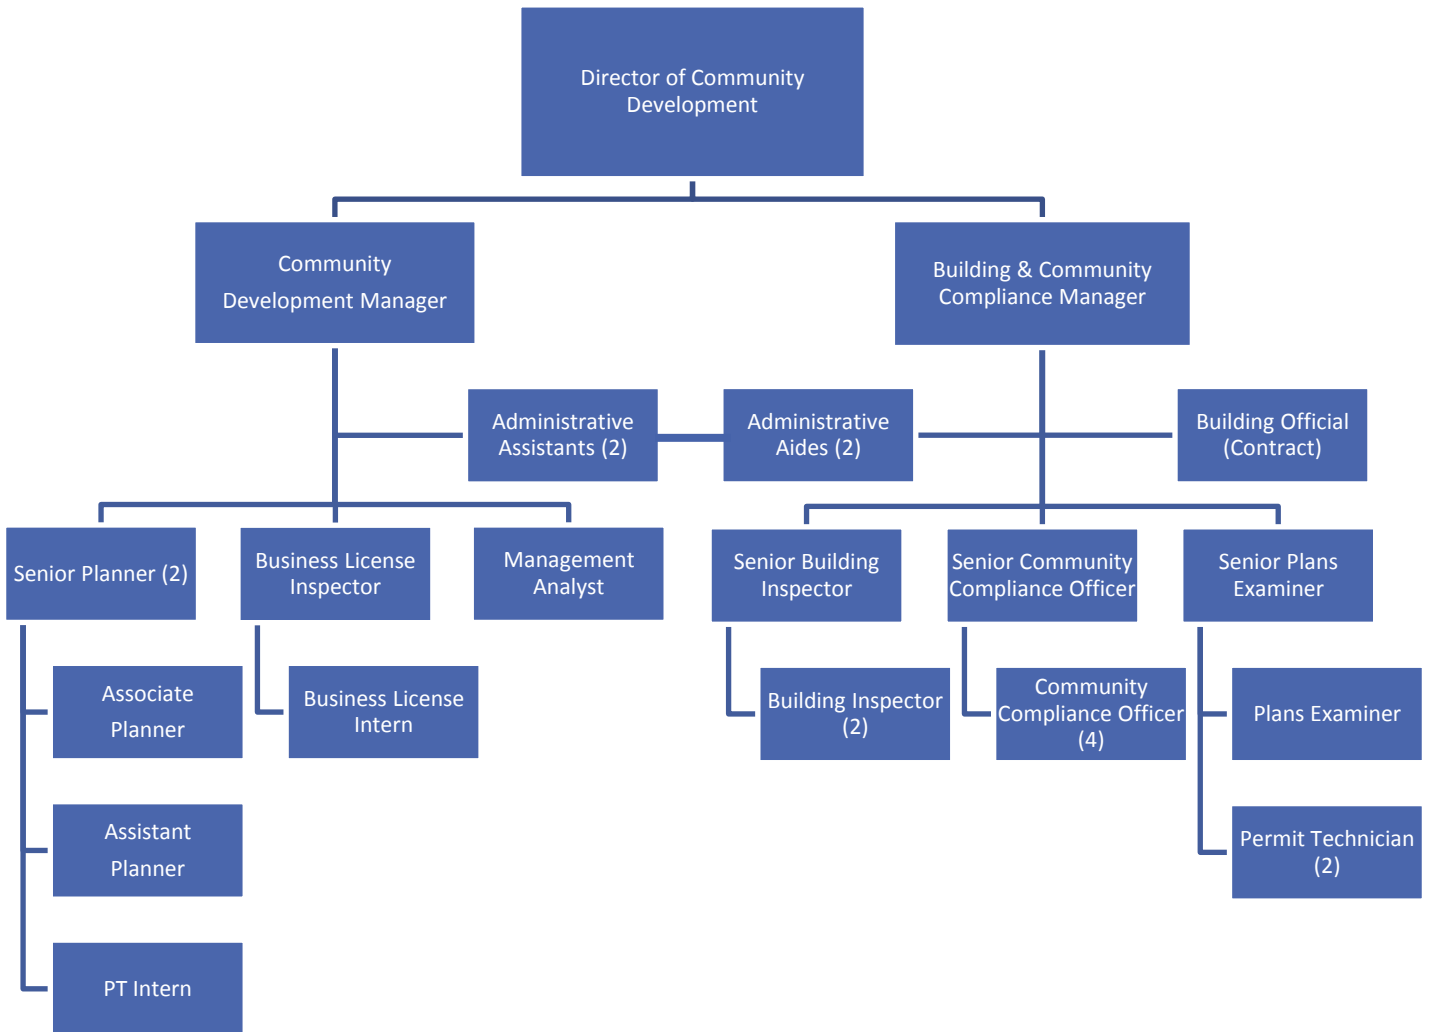 Director of Community
Development
Community
Development Manager
Building & Community
Compliance Manager
Administrative
Assistants (2)
Administrative
Aides (2)
Building Official
(Contract)
Senior Planner (2)
Business License
Inspector
Management
Analyst
Senior Building
Inspector
Senior Community
Compliance Officer
Senior Plans
Examiner
Associate
Planner
Business License
Intern
Building Inspector
(2)
Community
Compliance Officer
(4)
Plans Examiner
Assistant
Planner
Permit Technician
(2)
PT Intern